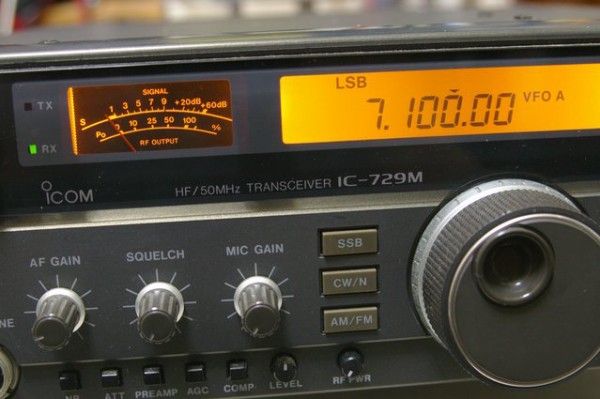 SIGNAL
1 3 5 7 9 +20dB +60dB
S
Po 0 10 25 50 100 %
RF OUTPUT
TX
RX
LSB
7.100.00 VFO A
ICOM
HF/50MHz TRANSCEIVER IC-729M
AF GAIN SQUELCH MIC GAIN
SSB
CW/N
AM/FM
NB ATT PREAMP AGC COMP LEVEL RF PWR